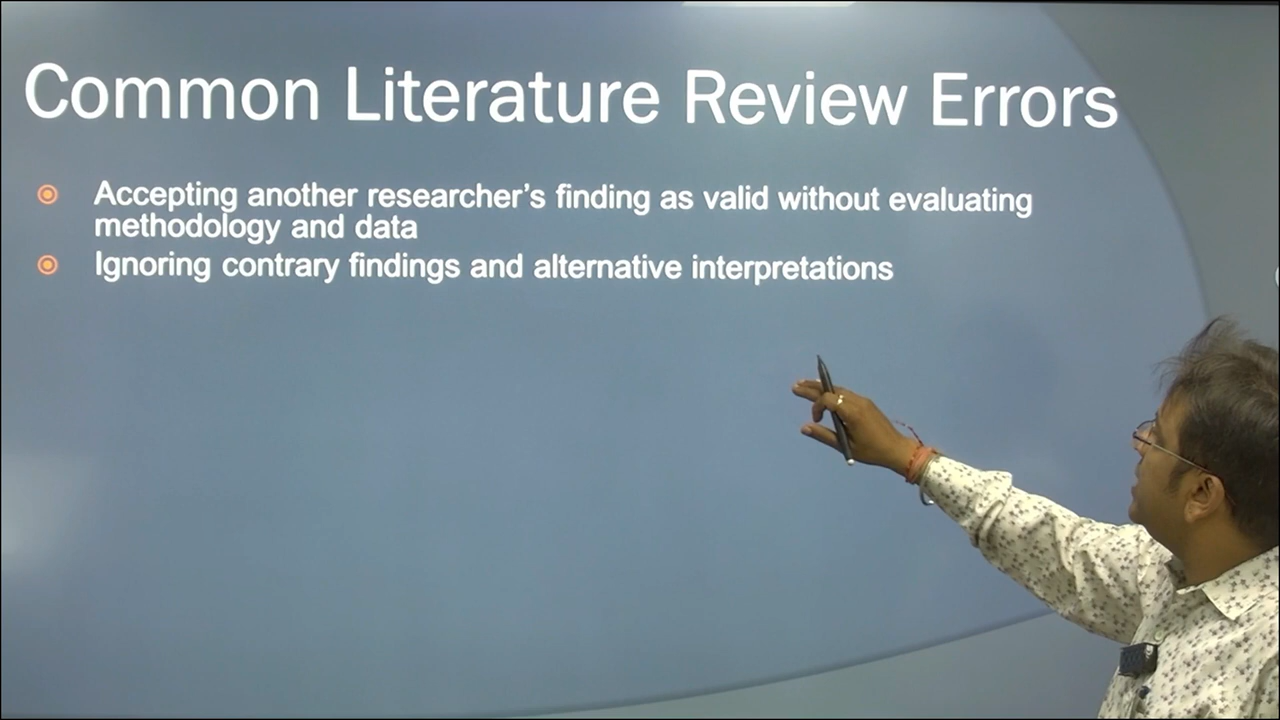 Common Literature Review Errors
Accepting another researcher's finding as valid without evaluating
methodology and data
Ignoring contrary findings and alternative interpretations